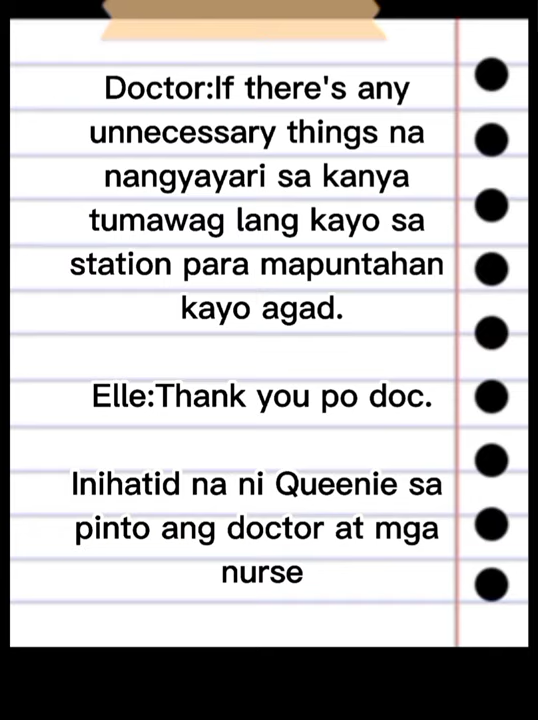 Doctor:If there's any
unnecessary things na
nangyayari sa kanya
tumawag lang kayo sa
station para mapuntahan
kayo agad.
Elle:Thank you po doc.
Inihatid na ni Queenie sa
pinto ang doctor at mga
nurse